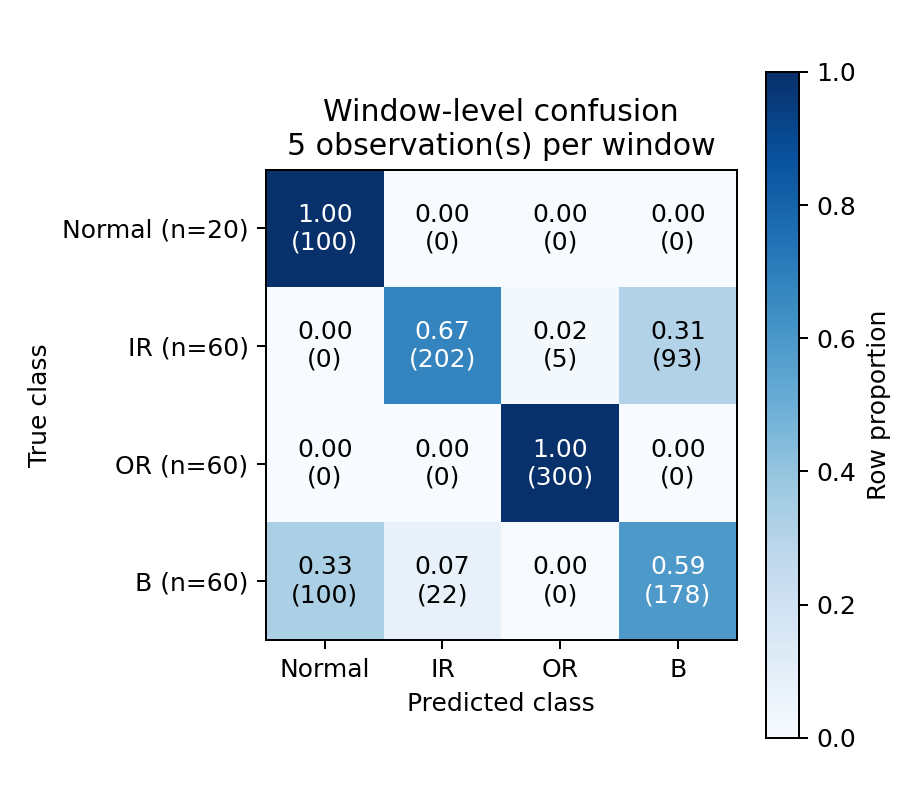 Window-level confusion
5 observation(s) per window
True class
Normal (n=20)
1.00 0.00 0.00 0.00
(100) (0) (0) (0)
IR (n=60)
0.00 0.67 0.02 0.31
(0) (202) (5) (93)
OR (n=60)
0.00 0.00 1.00 0.00
(0) (0) (300) (0)
B (n=60)
0.33 0.07 0.00 0.59
(100) (22) (0) (178)
Normal IR OR B
Predicted class
1.0
0.8
0.6
0.4
0.2
0.0
Row proportion